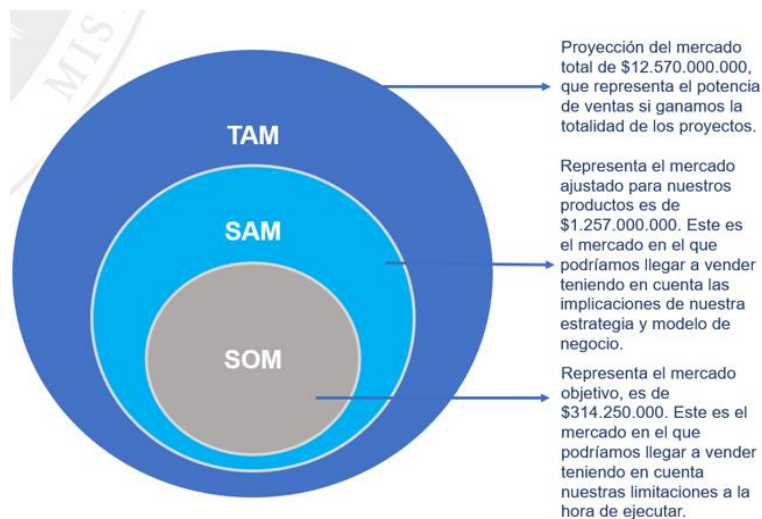 MIS
TAM
SAM
SOM
Proyección del mercado
total de $12.570.000.000,
que representa el potencia
de ventas si ganamos la
totalidad de los proyectos.
Representa el mercado
ajustado para nuestros
productos es de
$1.257.000.000. Este es
el mercado en el que
podríamos llegar a vender
teniendo en cuenta las
implicaciones de nuestra
estrategia y modelo de
negocio.
Representa el mercado
objetivo, es de
$314.250.000. Este es el
mercado en el que
podríamos llegar a vender
teniendo en cuenta
nuestras limitaciones a la
hora de ejecutar.